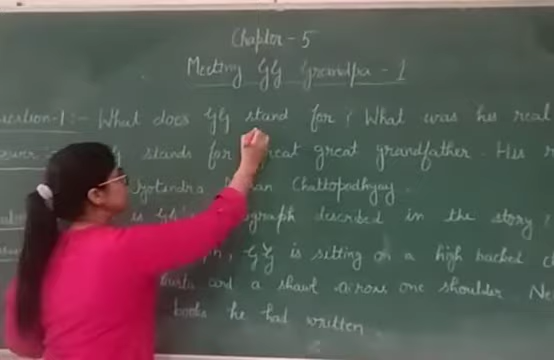 Chapter - 5
Meeting GG Grandpa - 1
uestion-1:- What does GG stand for? What was his real
swer:- stands for great great grandfather. His r
Jyotindra Chattopadhyay.
is GG's described in the story?
GG is sitting on a high backed c
and a shawl across one shoulder. Ne
books he had written